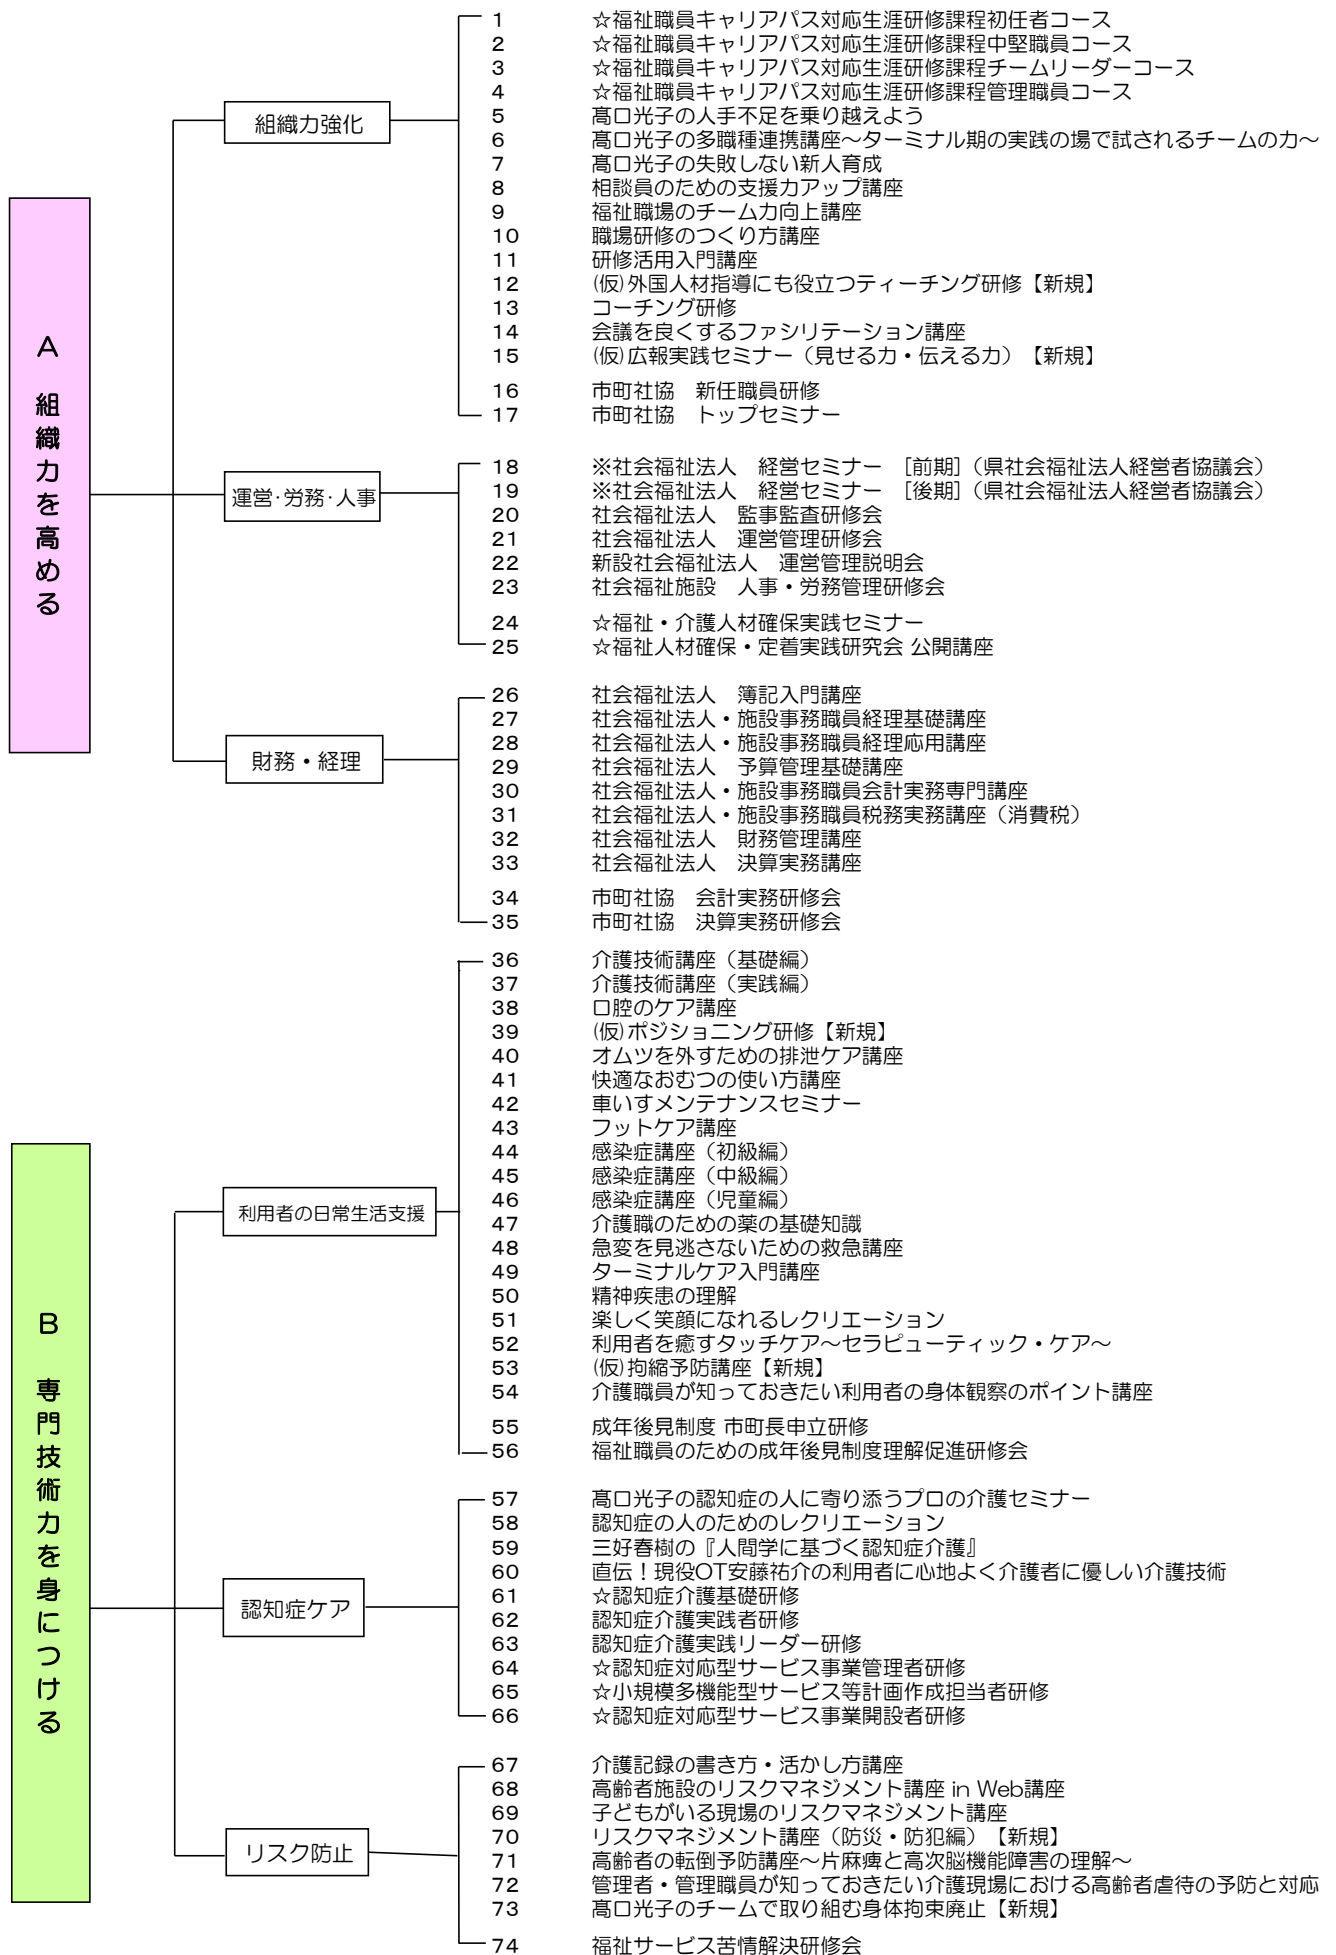 A 組織力を高める
組織力強化
1 ☆福祉職員キャリアパス対応生涯研修課程初任者コース
2 ☆福祉職員キャリアパス対応生涯研修課程中堅職員コース
3 ☆福祉職員キャリアパス対応生涯研修課程チームリーダーコース
4 ☆福祉職員キャリアパス対応生涯研修課程管理職員コース
5 髙口光子の人手不足を乗り越えよう
6 髙口光子の多職種連携講座～ターミナル期の実践の場で試されるチームの力～
7 髙口光子の失敗しない新人育成
8 相談員のための支援力アップ講座
9 福祉職場のチーム力向上講座
10 職場研修のつくり方講座
11 研修活用入門講座
12 (仮)外国人材指導にも役立つティーチング研修【新規】
13 コーチング研修
14 会議を良くするファシリテーション講座
15 (仮)広報実践セミナー（見せる力・伝える力）【新規】
16 市町社協　新任職員研修
17 市町社協　トップセミナー
運営･労務･人事
18 ※社会福祉法人　経営セミナー　[前期]（県社会福祉法人経営者協議会）
19 ※社会福祉法人　経営セミナー　[後期]（県社会福祉法人経営者協議会）
20 社会福祉法人　監事監査研修会
21 社会福祉法人　運営管理研修会
22 新設社会福祉法人　運営管理説明会
23 社会福祉施設　人事・労務管理研修会
24 ☆福祉・介護人材確保実践セミナー
25 ☆福祉人材確保・定着実践研究会 公開講座
財務・経理
26 社会福祉法人　簿記入門講座
27 社会福祉法人・施設事務職員経理基礎講座
28 社会福祉法人・施設事務職員経理応用講座
29 社会福祉法人　予算管理基礎講座
30 社会福祉法人・施設事務職員会計実務専門講座
31 社会福祉法人・施設事務職員税務実務講座（消費税）
32 社会福祉法人　財務管理講座
33 社会福祉法人　決算実務講座
34 市町社協　会計実務研修会
35 市町社協　決算実務研修会
B 専門技術力を身につける
利用者の日常生活支援
36 介護技術講座（基礎編）
37 介護技術講座（実践編）
38 口腔のケア講座
39 (仮)ポジショニング研修【新規】
40 オムツを外すための排泄ケア講座
41 快適なおむつの使い方講座
42 車いすメンテナンスセミナー
43 フットケア講座
44 感染症講座（初級編）
45 感染症講座（中級編）
46 感染症講座（児童編）
47 介護職のための薬の基礎知識
48 急変を見逃さないための救急講座
49 ターミナルケア入門講座
50 精神疾患の理解
51 楽しく笑顔になれるレクリエーション
52 利用者を癒すタッチケア～セラピューティック・ケア～
53 (仮)拘縮予防講座【新規】
54 介護職員が知っておきたい利用者の身体観察のポイント講座
55 成年後見制度 市町長申立研修
56 福祉職員のための成年後見制度理解促進研修会
認知症ケア
57 髙口光子の認知症の人に寄り添うプロの介護セミナー
58 認知症の人のためのレクリエーション
59 三好春樹の『人間学に基づく認知症介護』
60 直伝！現役OT安藤祐介の利用者に心地よく介護者に優しい介護技術
61 ☆認知症介護基礎研修
62 認知症介護実践者研修
63 認知症介護実践リーダー研修
64 ☆認知症対応型サービス事業管理者研修
65 ☆小規模多機能型サービス等計画作成担当者研修
66 ☆認知症対応型サービス事業開設者研修
リスク防止
67 介護記録の書き方・活かし方講座
68 高齢者施設のリスクマネジメント講座 in Web講座
69 子どもがいる現場のリスクマネジメント講座
70 リスクマネジメント講座（防災・防犯編）【新規】
71 高齢者の転倒予防講座～片麻痺と高次脳機能障害の理解～
72 管理者・管理職員が知っておきたい介護現場における高齢者虐待の予防と対応
73 髙口光子のチームで取り組む身体拘束廃止【新規】
74 福祉サービス苦情解決研修会